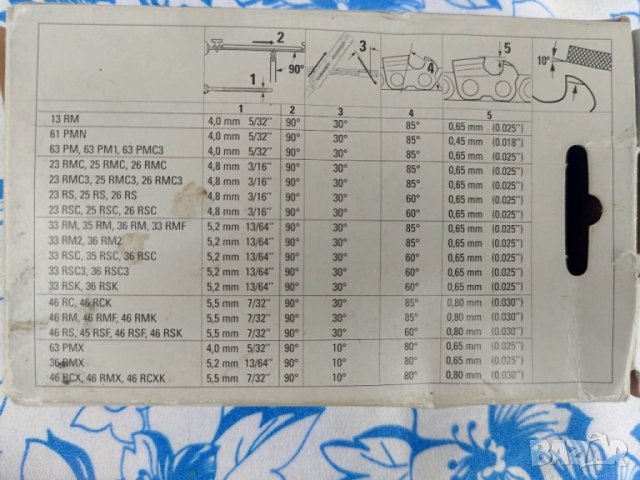 2
90°
1
3
4
5
10°
1 2 3 4 5
13 RM 4,0 mm 5/32" 90° 30° 85° 0,65 mm (0.025")
61 PMN 4,0 mm 5/32" 90° 30° 85° 0,45 mm (0.018")
63 PM, 63 PM1, 63 PMC3 4,0 mm 5/32" 90° 30° 85° 0,65 mm (0.025")
23 RMC, 25 RMC, 26 RMC 4,8 mm 3/16" 90° 30° 85° 0,65 mm (0.025")
23 RMC3, 25 RMC3, 26 RMC3 4,8 mm 3/16" 90° 30° 85° 0,65 mm (0.025")
23 RS, 25 RS, 26 RS 4,8 mm 3/16" 90° 30° 60° 0,65 mm (0.025")
23 RSC, 25 RSC, 26 RSC 4,8 mm 3/16" 90° 30° 60° 0,65 mm (0.025")
33 RM, 35 RM, 36 RM, 33 RMF 5,2 mm 13/64" 90° 30° 85° 0,65 mm (0.025")
33 RM2, 36 RM2 5,2 mm 13/64" 90° 30° 85° 0,65 mm (0.025")
33 RSC, 35 RSC, 36 RSC 5,2 mm 13/64" 90° 30° 60° 0,65 mm (0.025")
33 RSC3, 36 RSC3 5,2 mm 13/64" 90° 30° 60° 0,65 mm (0.025")
33 RSK, 36 RSK 5,2 mm 13/64" 90° 30° 60° 0,65 mm (0.025")
46 RC, 46 RCK 5,5 mm 7/32" 90° 30° 85° 0,80 mm (0.030")
46 RM, 46 RMF, 46 RMK 5,5 mm 7/32" 90° 30° 85° 0,80 mm (0.030")
46 RS, 45 RSF, 46 RSF, 46 RSK 5,5 mm 7/32" 90° 30° 60° 0,80 mm (0.030")
63 PMX 4,0 mm 5/32" 90° 10° 80° 0,65 mm (0.025")
36 RMX 5,2 mm 13/64" 90° 10° 80° 0,65 mm (0.025")
46 RCX, 46 RMX, 46 RCXK 5,5 mm 7/32" 90° 10° 80° 0,80 mm (0.030")
BAZAR